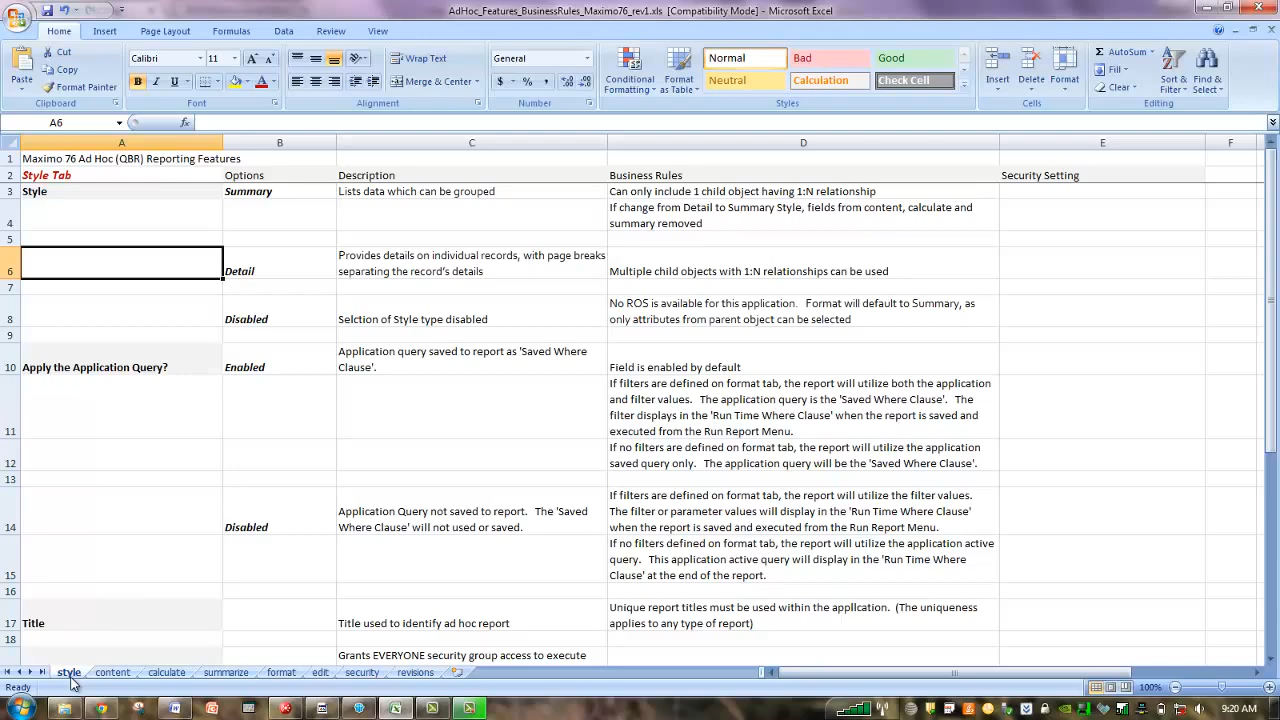 AdHoc_Features_BusinessRules_Maximo76_rev1.xls [Compatibility Mode] - Microsoft Excel
Home Insert Page Layout Formulas Data Review View
Cut
Copy
Format Painter
Paste
Clipboard
Calibri 11
B I U
Font
Wrap Text
Merge & Center
Alignment
General
$ % ,
Number
Conditional Formatting
Format as Table
Normal Bad Good
Neutral Calculation Check Cell
Styles
Insert Delete Format
Cells
AutoSum
Fill
Clear
Sort & Filter
Find & Select
Editing
A6 fx
A B C D E F
1 Maximo 76 Ad Hoc (QBR) Reporting Features
2 Style Tab Options Description Business Rules Security Setting
3 Style Summary Lists data which can be grouped Can only include 1 child object having 1:N relationship
4 If change from Detail to Summary Style, fields from content, calculate and
summary removed
5
Provides details on individual records, with page breaks
6 Detail separating the record's details Multiple child objects with 1:N relationships can be used
7
No ROS is available for this application. Format will default to Summary, as
8 Disabled Selction of Style type disabled only attributes from parent object can be selected
9
Application query saved to report as 'Saved Where
10 Apply the Application Query? Enabled Clause'. Field is enabled by default
If filters are defined on format tab, the report will utilize both the application
and filter values. The application query is the 'Saved Where Clause'. The
filter displays in the 'Run Time Where Clause' when the report is saved and
11 executed from the Run Report Menu.
If no filters are defined on format tab, the report will utilize the application
12 saved query only. The application query will be the 'Saved Where Clause'.
13
If filters are defined on format tab, the report will utilize the filter values.
Application Query not saved to report. The 'Saved The filter or parameter values will display in the 'Run Time Where Clause'
14 Disabled Where Clause' will not used or saved. when the report is saved and executed from the Run Report Menu.
If no filters defined on format tab, the report will utilize the application active
query. This application active query will display in the 'Run Time Where
15 Clause' at the end of the report.
16
Unique report titles must be used within the application. (The uniqueness
17 Title Title used to identify ad hoc report applies to any type of report)
18
Grants EVERYONE security group access to execute
style content calculate summarize format edit security revisions
Ready 100%
9:20 AM